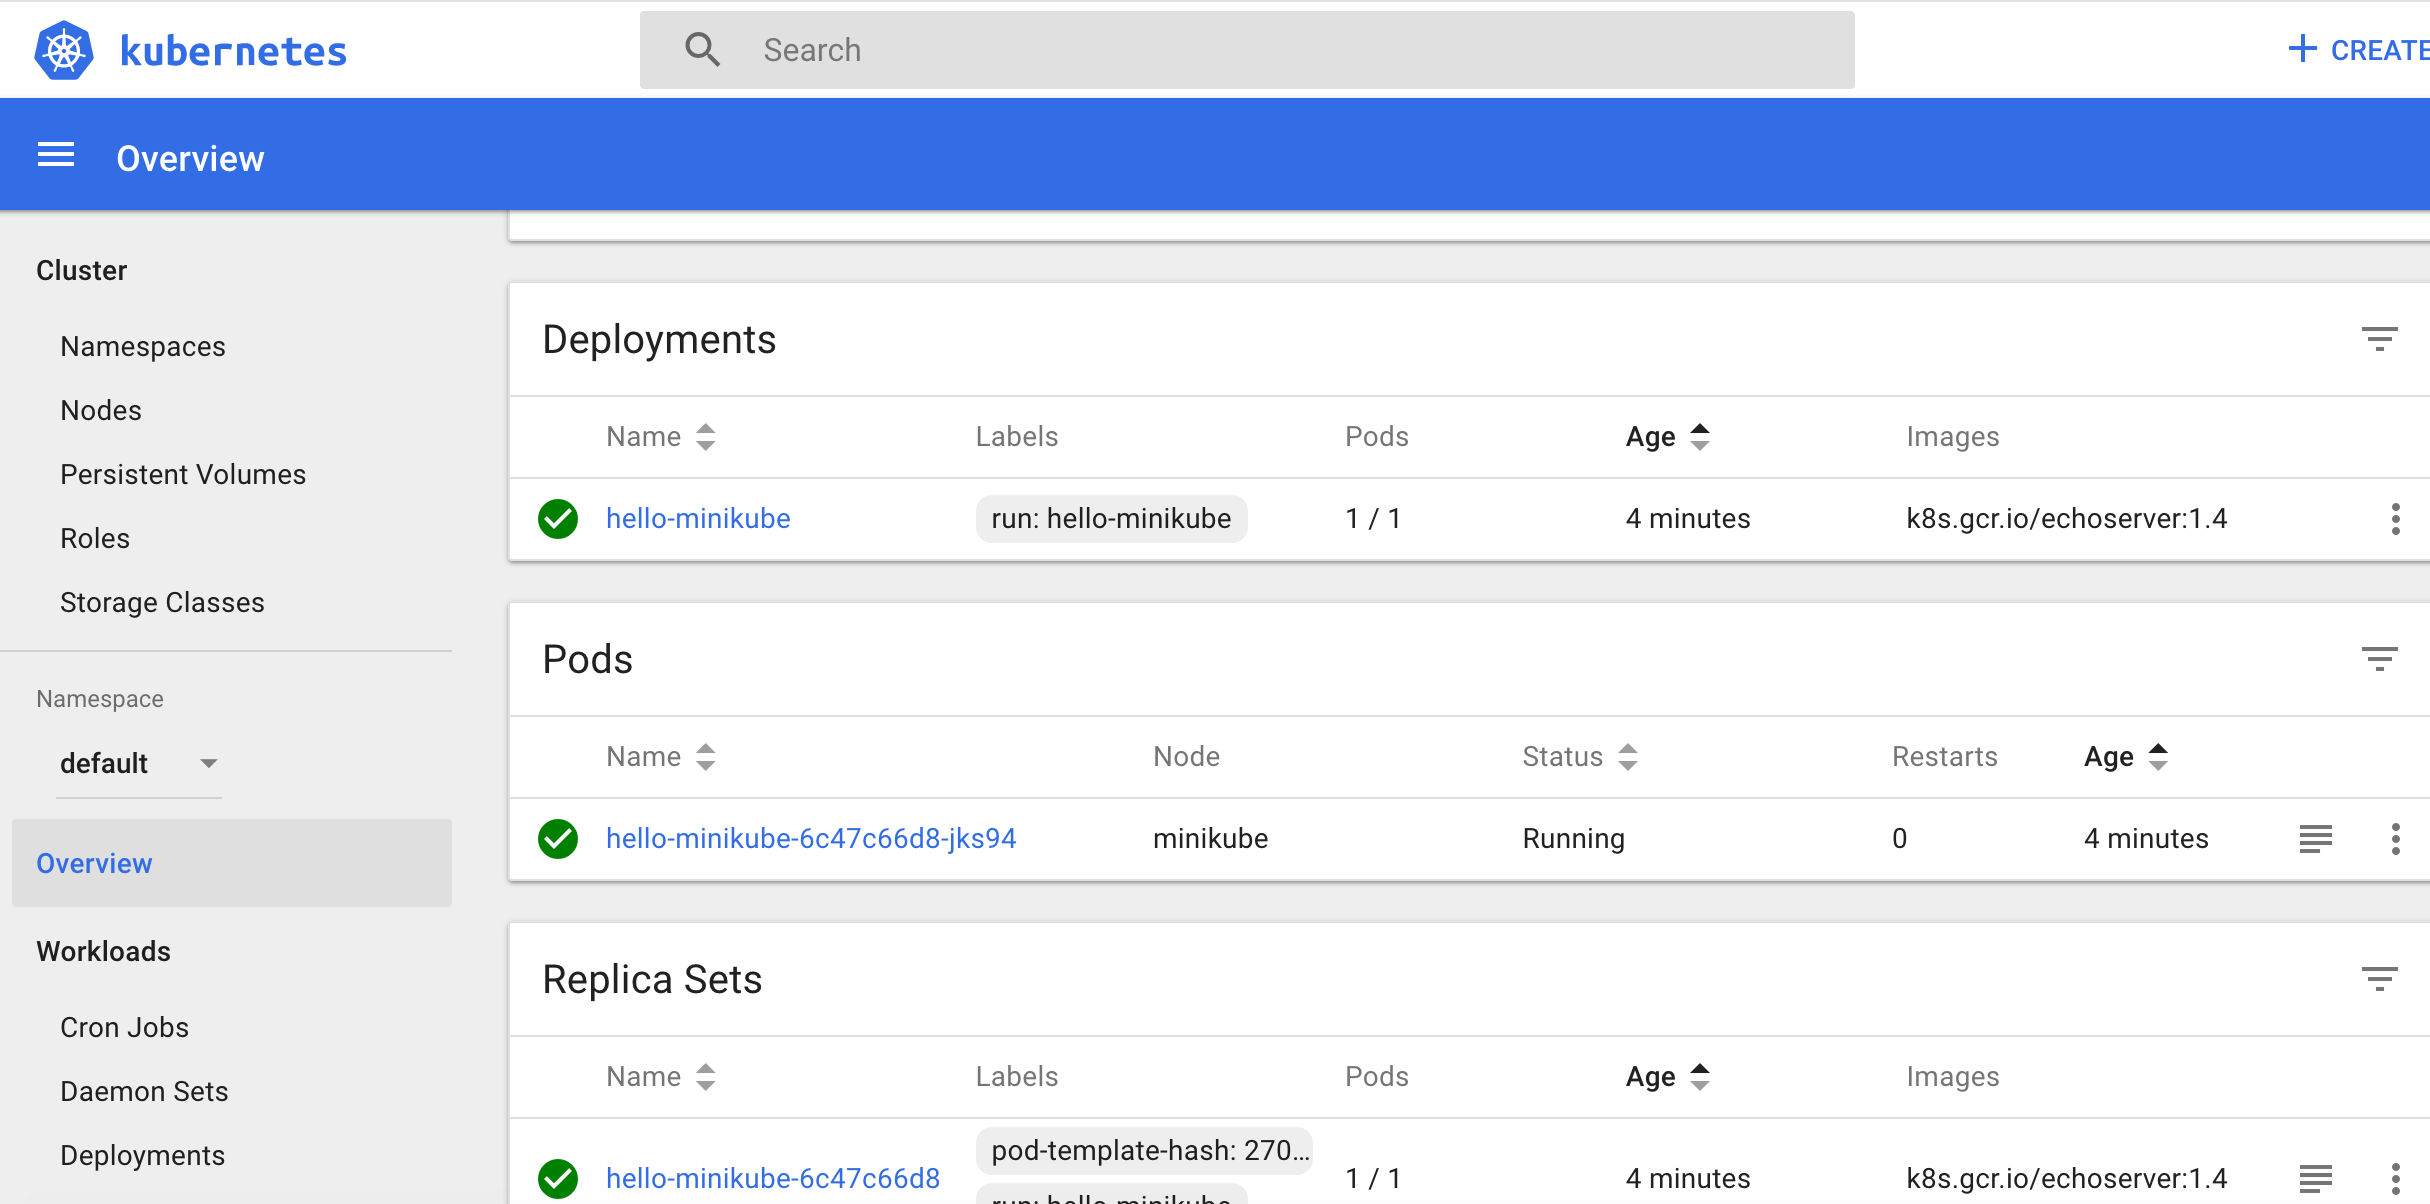 kubernetes
Search
+ CREATE
Overview
Cluster
Namespaces
Nodes
Persistent Volumes
Roles
Storage Classes
Namespace
default
Overview
Workloads
Cron Jobs
Daemon Sets
Deployments
Deployments
Name Labels Pods Age Images
hello-minikube run: hello-minikube 1 / 1 4 minutes k8s.gcr.io/echoserver:1.4
Pods
Name Node Status Restarts Age
hello-minikube-6c47c66d8-jks94 minikube Running 0 4 minutes
Replica Sets
Name Labels Pods Age Images
pod-template-hash: 270...
hello-minikube-6c47c66d8 1 / 1 4 minutes k8s.gcr.io/echoserver:1.4
run: hello-minikube